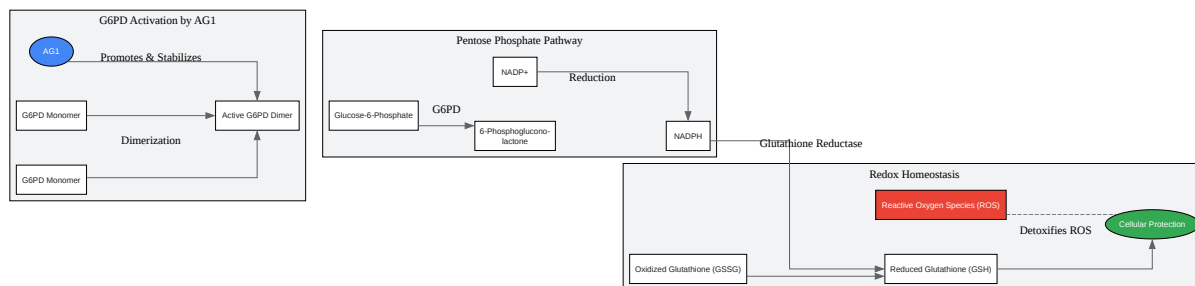 G6PD Activation by AG1
AG1
Promotes & Stabilizes
G6PD Monomer
Active G6PD Dimer
Dimerization
G6PD Monomer
Pentose Phosphate Pathway
NADP+
Reduction
Glucose-6-Phosphate
G6PD
6-Phosphoglucono-
lactone
NADPH
Glutathione Reductase
Redox Homeostasis
Reactive Oxygen Species (ROS)
Cellular Protection
Detoxifies ROS
Oxidized Glutathione (GSSG)
Reduced Glutathione (GSH)